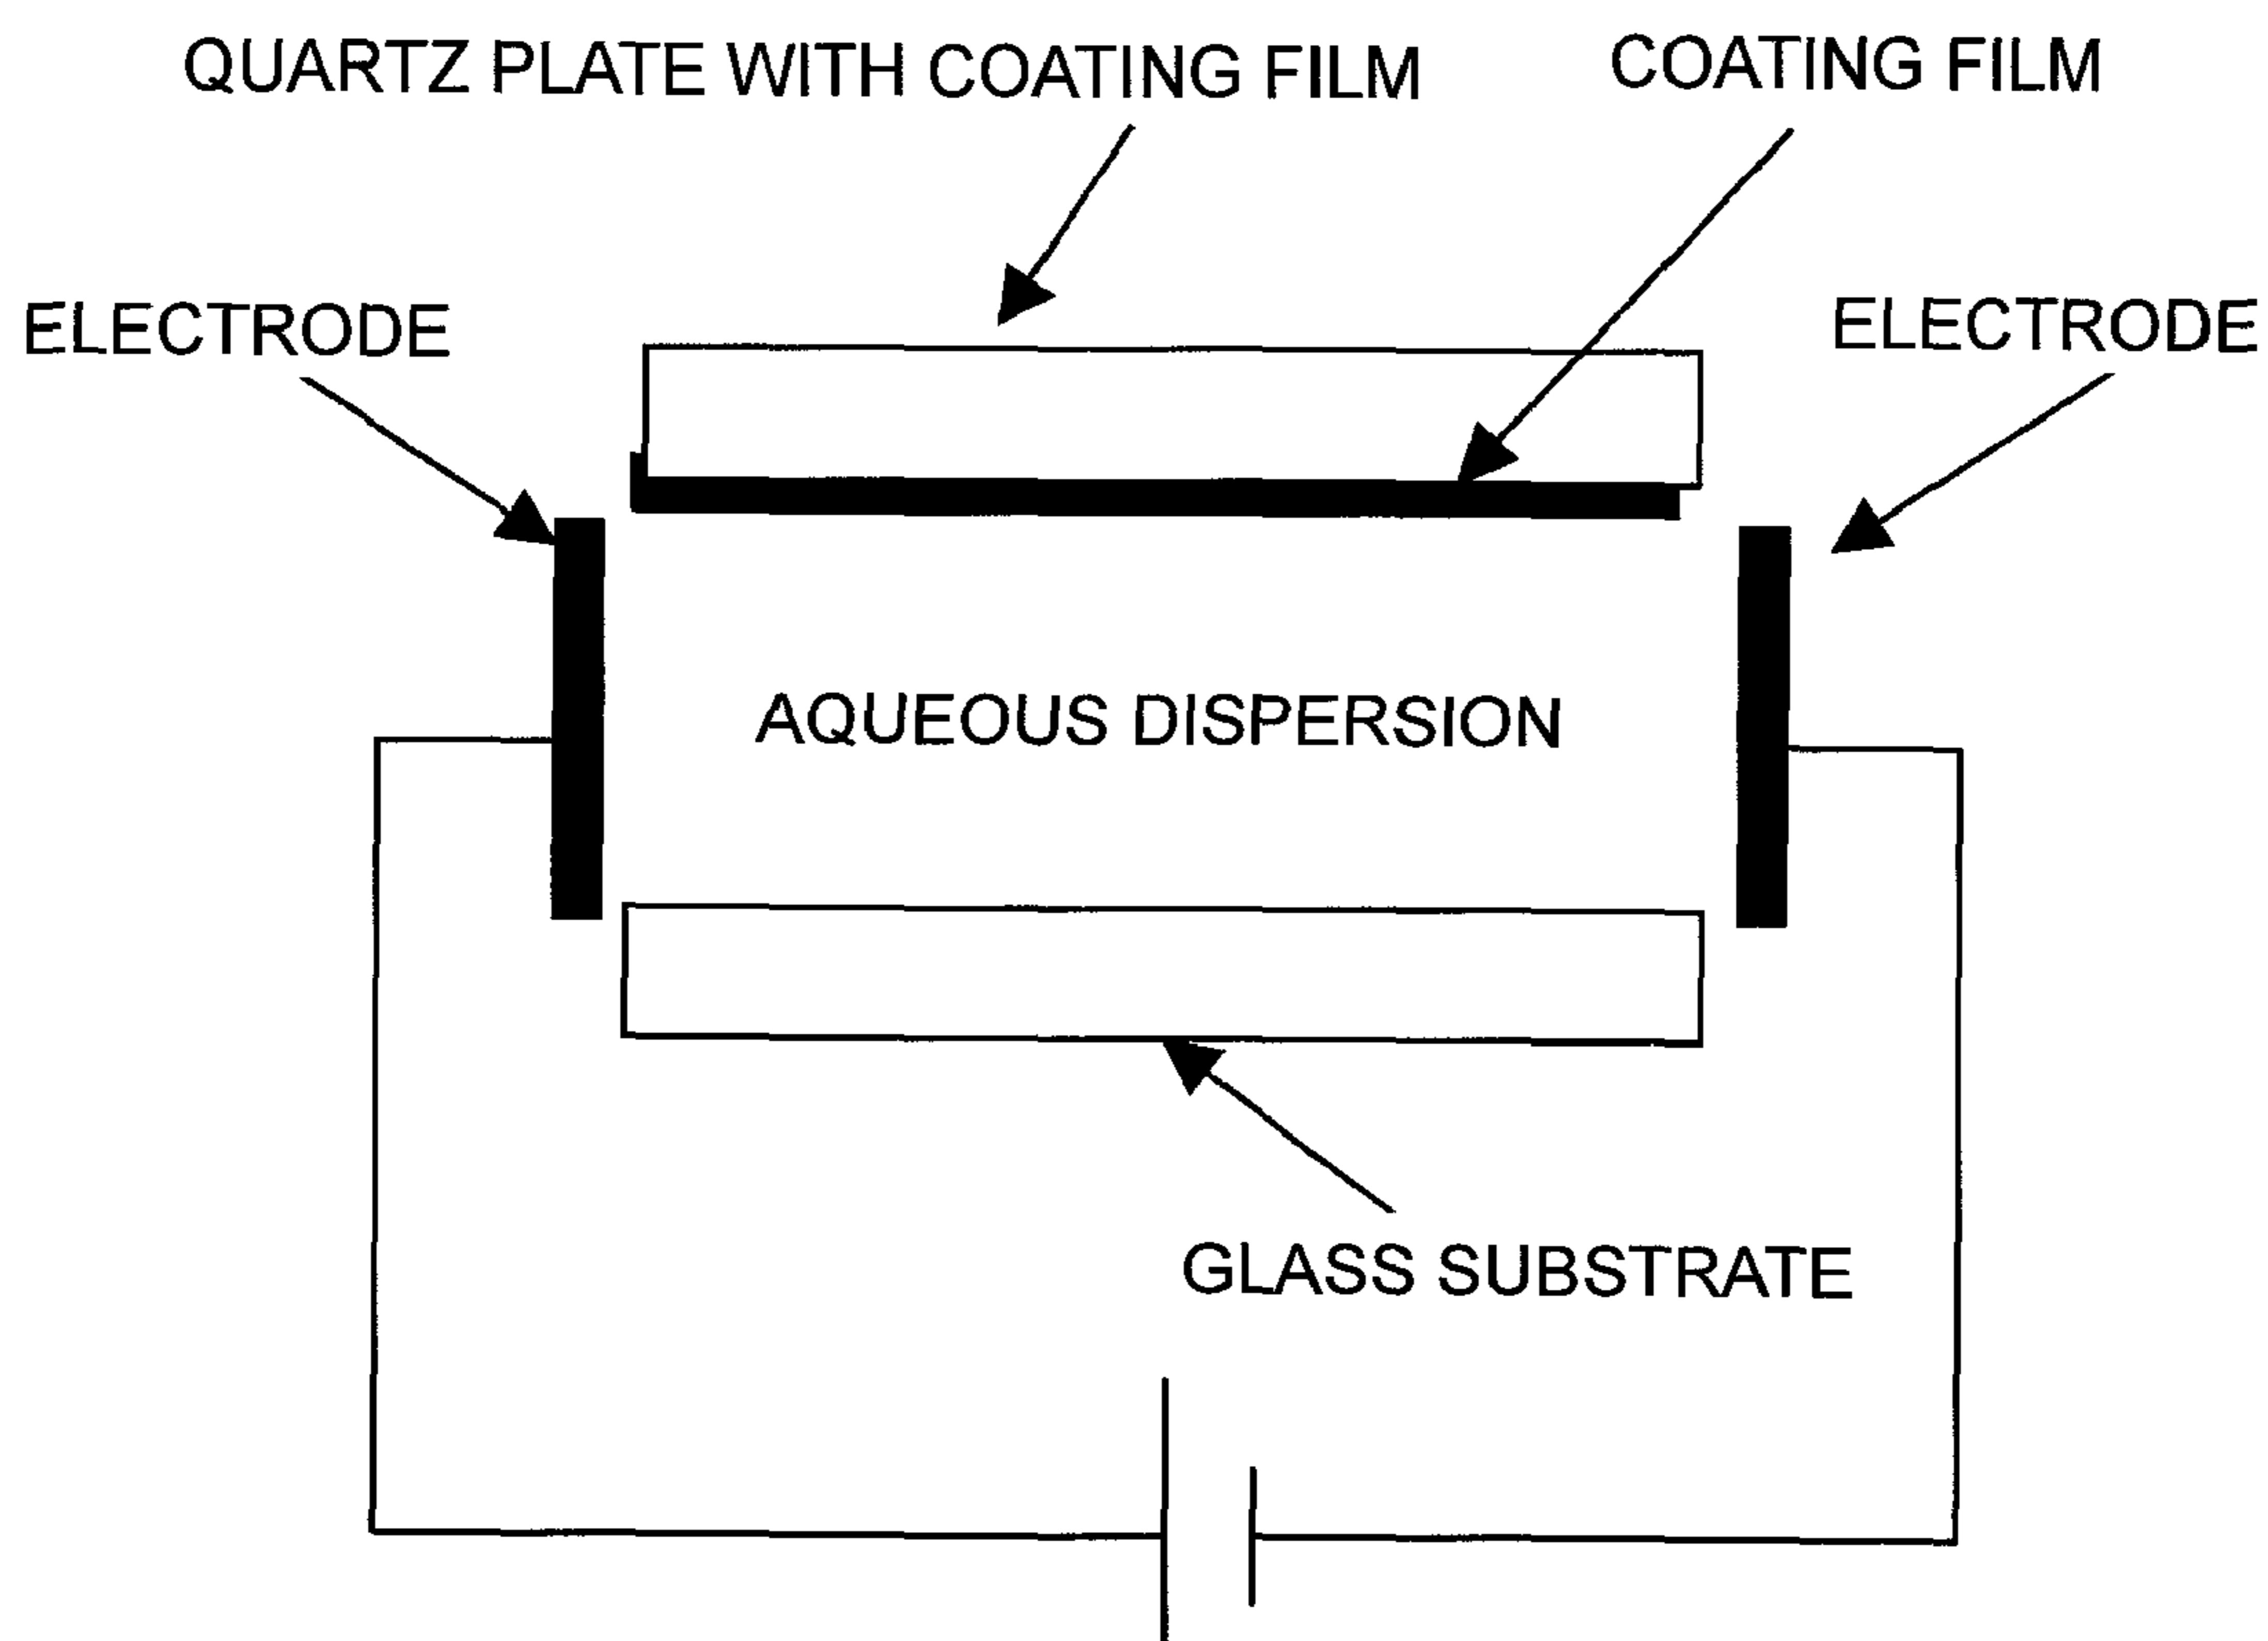 QUARTZ PLATE WITH COATING FILM
COATING FILM
ELECTRODE
ELECTRODE
AQUEOUS DISPERSION
GLASS SUBSTRATE